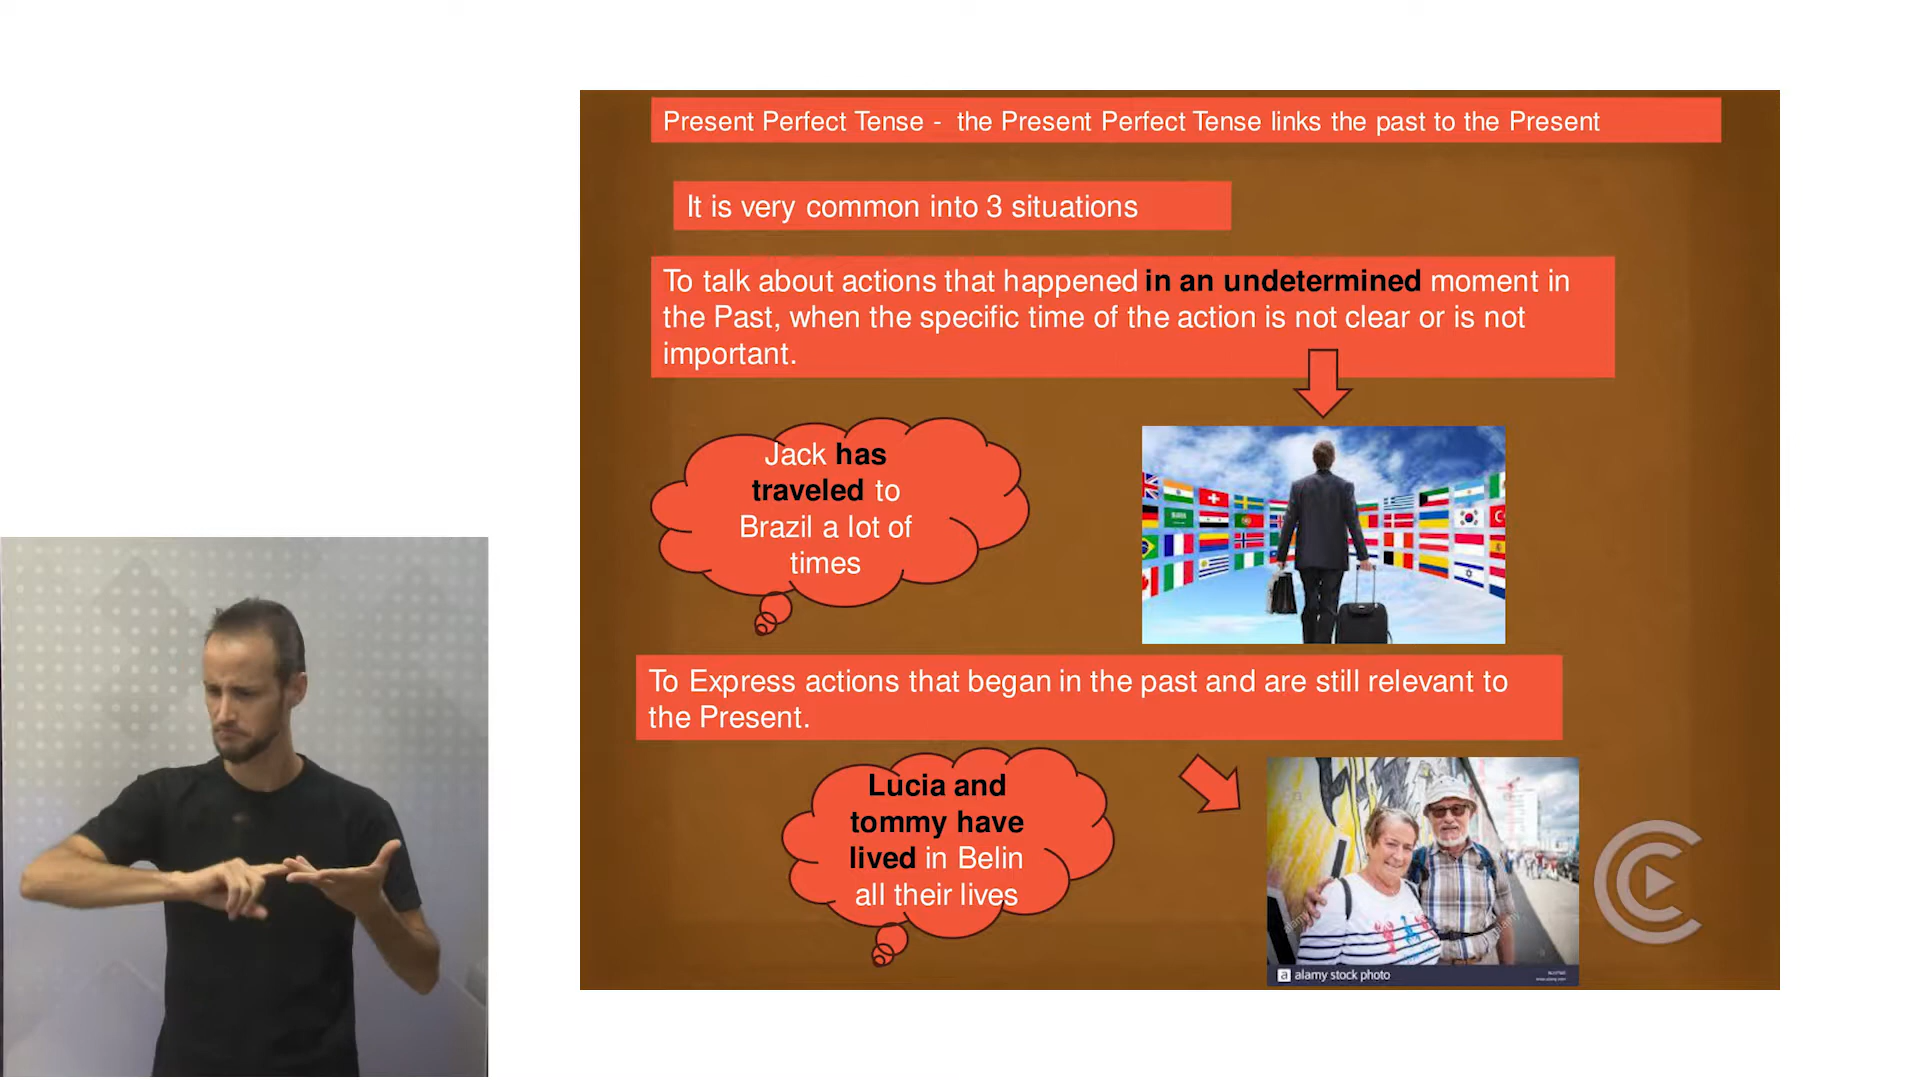 Present Perfect Tense - the Present Perfect Tense links the past to the Present
It is very common into 3 situations
To talk about actions that happened in an undetermined moment in
the Past, when the specific time of the action is not clear or is not
important.
Jack has
traveled to
Brazil a lot of
times
To Express actions that began in the past and are still relevant to
the Present.
Lucia and
tommy have
lived in Belin
all their lives
a alamy stock photo